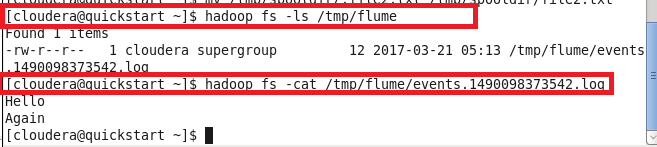 [cloudera@quickstart ~]$ hadoop fs -ls /tmp/flume
Found 1 items
-rw-r--r--   1 cloudera supergroup         12 2017-03-21 05:13 /tmp/flume/events
.1490098373542.log
[cloudera@quickstart ~]$ hadoop fs -cat /tmp/flume/events.1490098373542.log
Hello
Again
[cloudera@quickstart ~]$